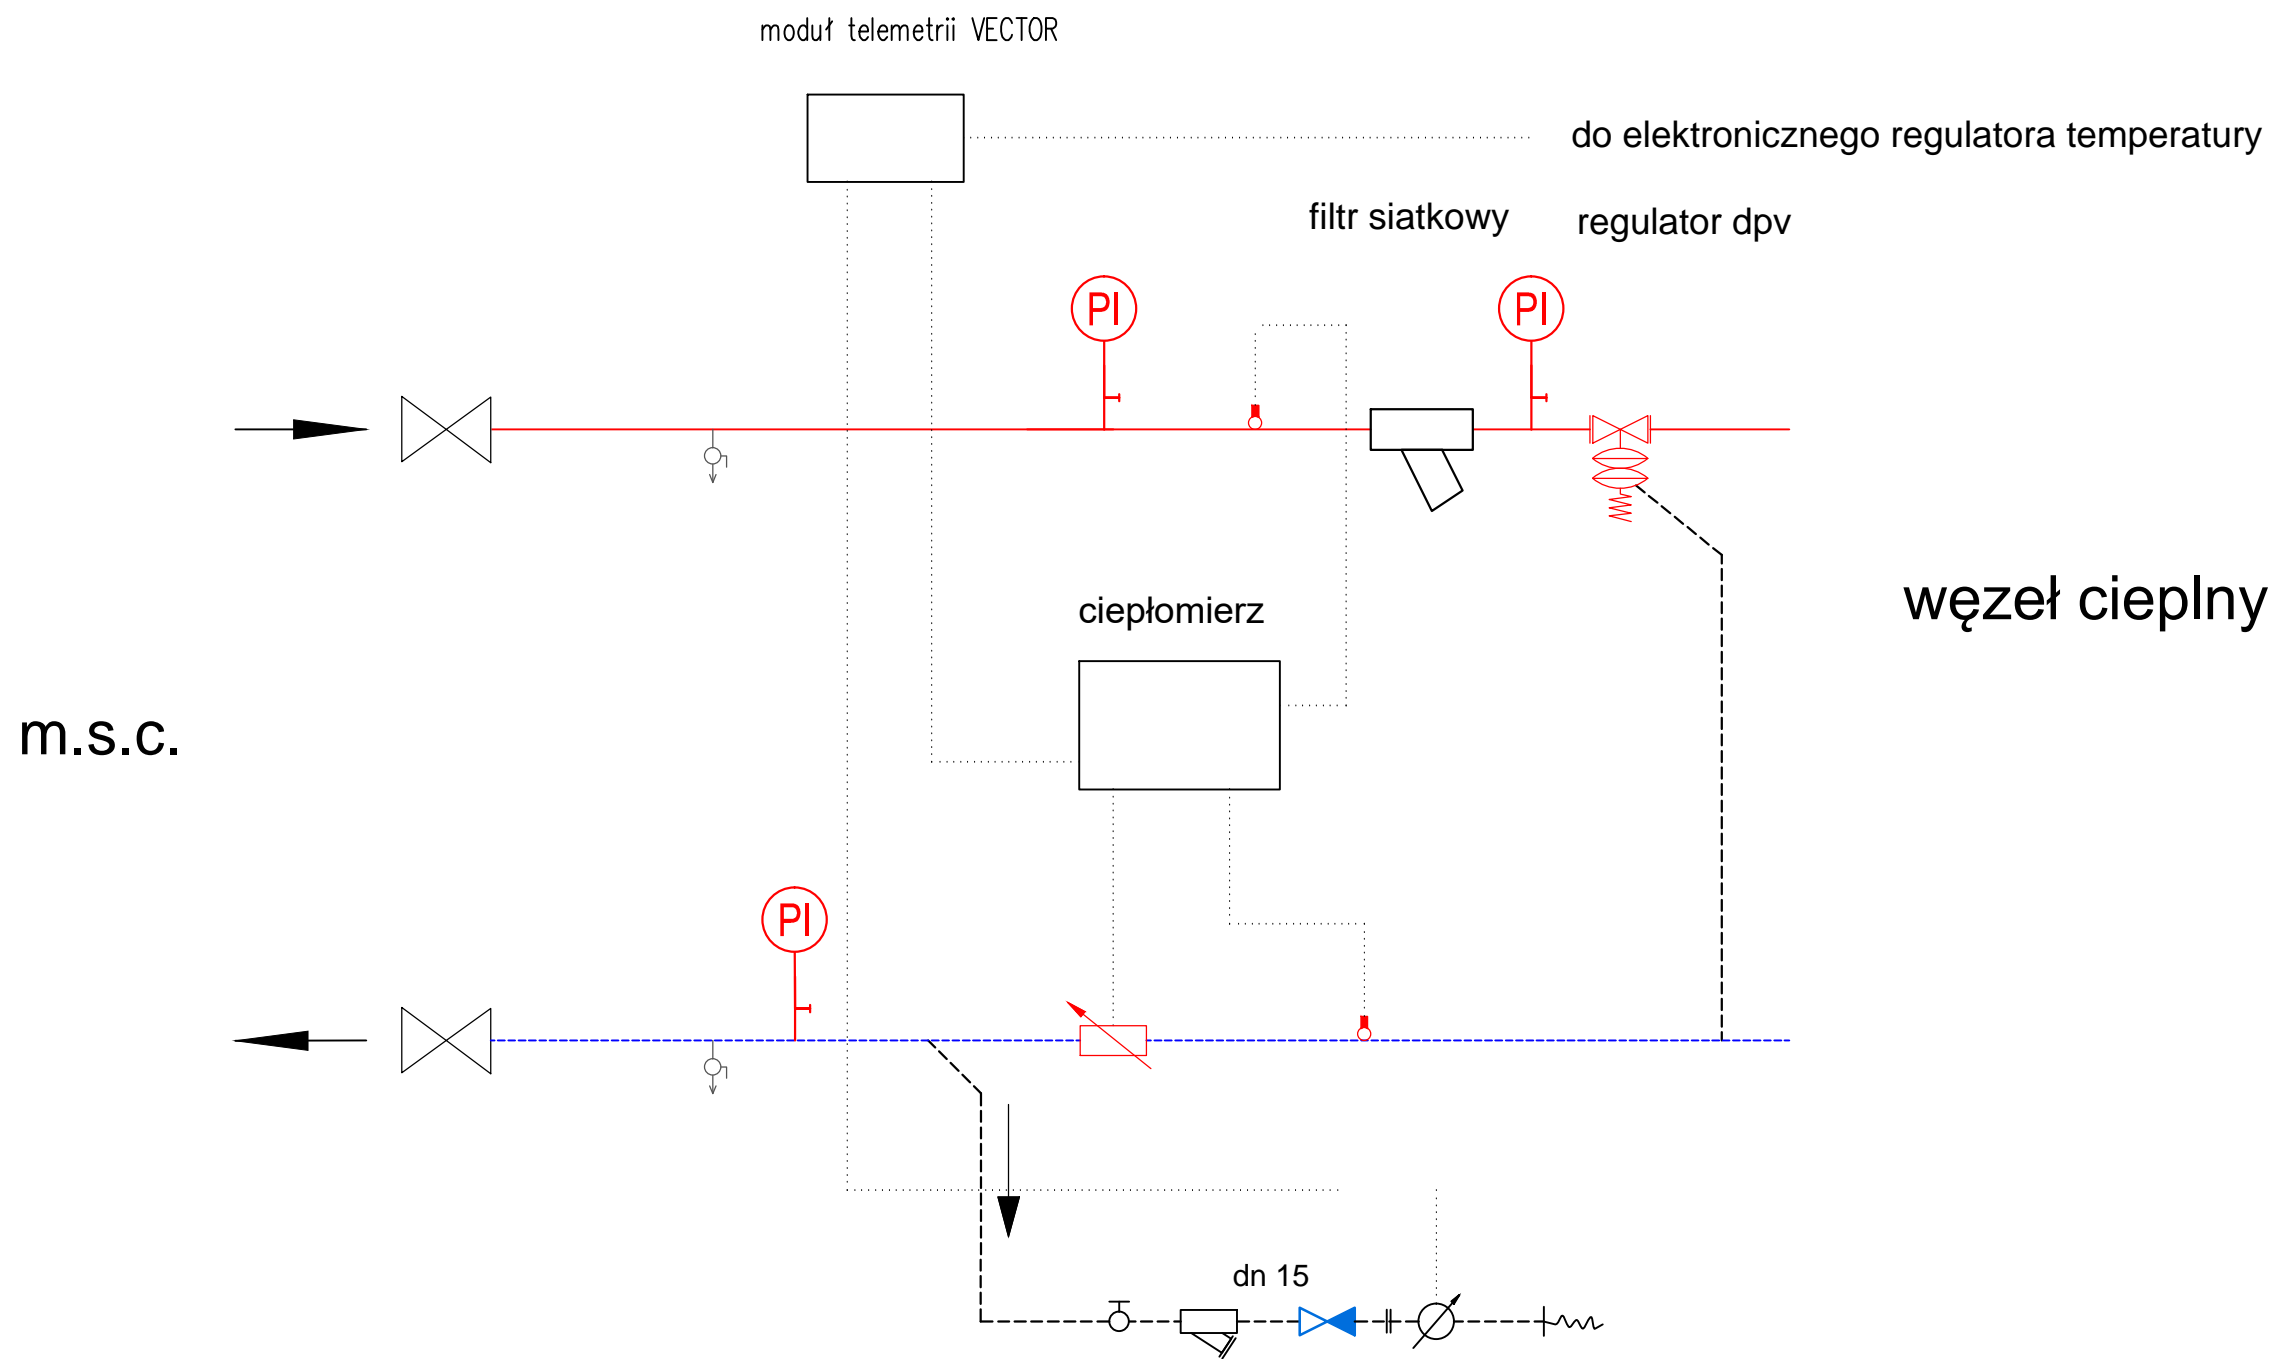 moduł telemetrii VECTOR
do elektronicznego regulatora temperatury
filtr siatkowy
regulator dpv
PI
PI
ciepłomierz
węzeł cieplny
m.s.c.
PI
dn 15